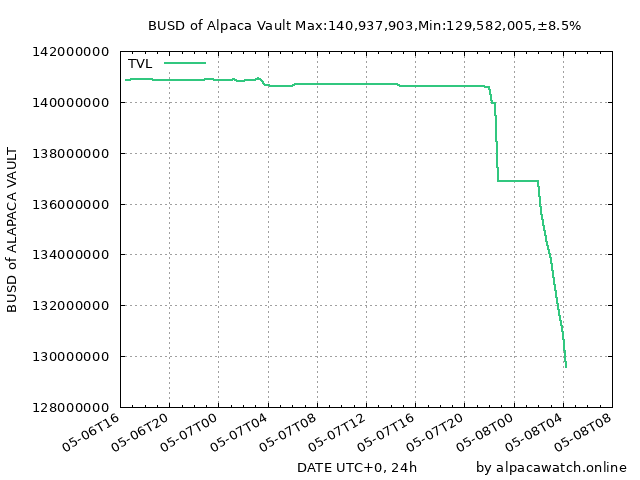 BUSD of Alpaca Vault Max:140,937,903,Min:129,582,005,±8.5%
TVL
142000000
140000000
138000000
136000000
134000000
132000000
130000000
128000000
BUSD of ALAPACA VAULT
05-06T16
05-06T20
05-07T00
05-07T04
05-07T08
05-07T12
05-07T16
05-07T20
05-08T00
05-08T04
05-08T08
DATE UTC+0, 24h
by alpacawatch.online